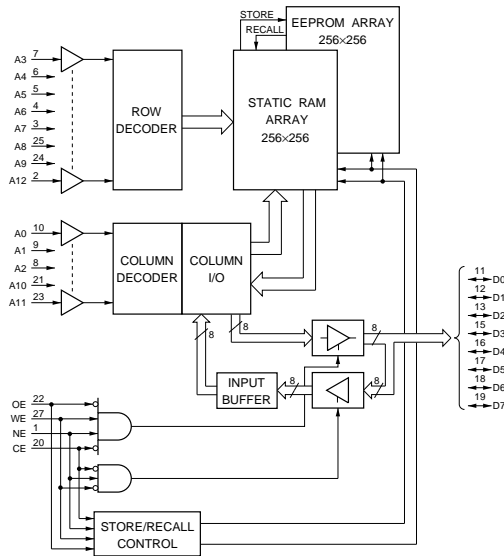 STORE
EEPROM ARRAY
256×256
RECALL
A3 7
A4 6
A5 5
A6 4
A7 3
A8 25
A9 24
A12 2
ROW
DECODER
STATIC RAM
ARRAY
256×256
A0 10
A1 9
A2 8
A10 21
A11 23
COLUMN
DECODER
COLUMN
I/O
8
8
8
8
8
INPUT
BUFFER
11 D0
12 D1
13 D2
15 D3
16 D4
17 D5
18 D6
19 D7
OE 22
WE 27
NE 1
CE 20
STORE/RECALL
CONTROL